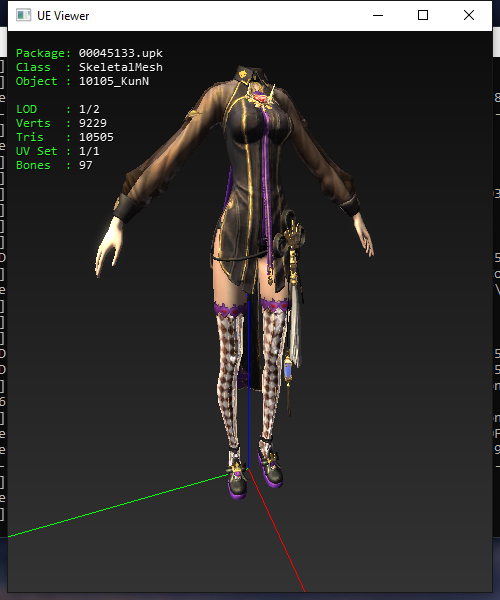 UE Viewer
Package: 00045133.upk
Class : SkeletalMesh
Object : 10105_KunN
LOD : 1/2
Verts : 9229
Tris : 10505
UV Set : 1/1
Bones : 97